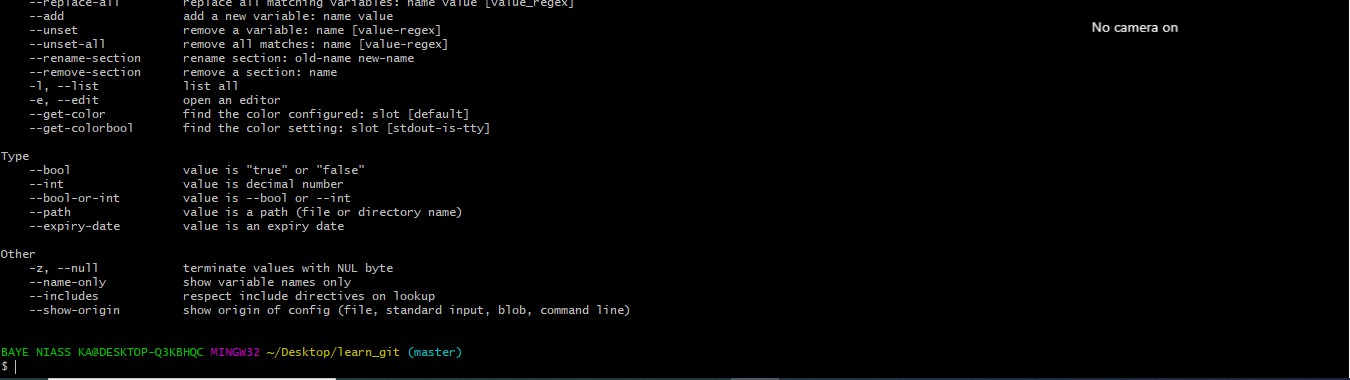 --replace-all replace all matching variables: name value [value_regex]
--add add a new variable: name value
--unset remove a variable: name [value-regex]
--unset-all remove all matches: name [value-regex]
--rename-section rename section: old-name new-name
--remove-section remove a section: name
-l, --list list all
-e, --edit open an editor
--get-color find the color configured: slot [default]
--get-colorbool find the color setting: slot [stdout-is-tty]
Type
--bool value is "true" or "false"
--int value is decimal number
--bool-or-int value is --bool or --int
--path value is a path (file or directory name)
--expiry-date value is an expiry date
Other
-z, --null terminate values with NUL byte
--name-only show variable names only
--includes respect include directives on lookup
--show-origin show origin of config (file, standard input, blob, command line)
BAYE NIASS KA@DESKTOP-Q3KBHQC MINGW32 ~/Desktop/learn_git (master)
$
No camera on